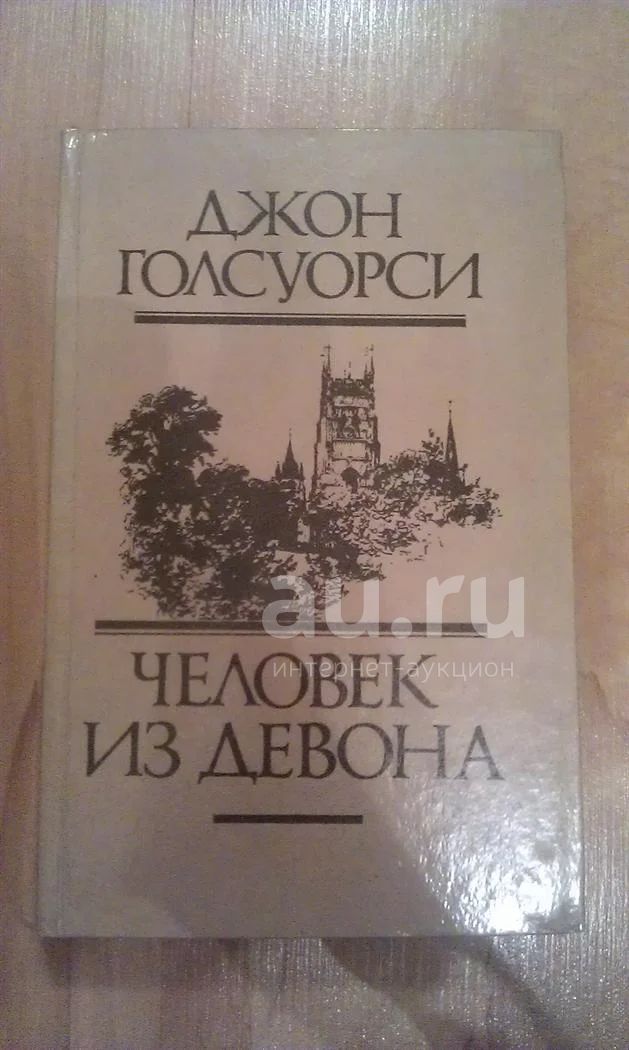 ДЖОН
ГОЛСУОРСИ
au.ru
интернет-аукцион
ЧЕЛОВЕК
ИЗ ДЕВОНА